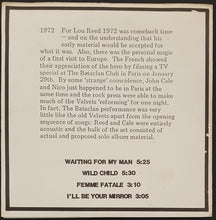 1972 For Lou Reed 1972 was comeback time
- and on the understanding that his
early material would be accepted for
what it was. Also, there was the personal magic
of a first visit to Europe. The French showed
their appreciation of the hero by filming a TV
special at The Bataclan Club in Paris on January
29th. By some 'strange' coincidence, John Cale
and Nico just happened to be in Paris at the
same time and the rock press were able to make
much of the Velvets 'reforming' for one night.
In fact, The Bataclan performance was very
little like the old Velvets apart from the
opening sequence of songs: Reed and Cale were entirely
acoustic and the bulk of the set consisted of
actual and proposed solo album material.
WAITING FOR MY MAN 5:25
WILD CHILD 5:30
FEMME FATALE 3:10
I'LL BE YOUR MIRROR 3:05